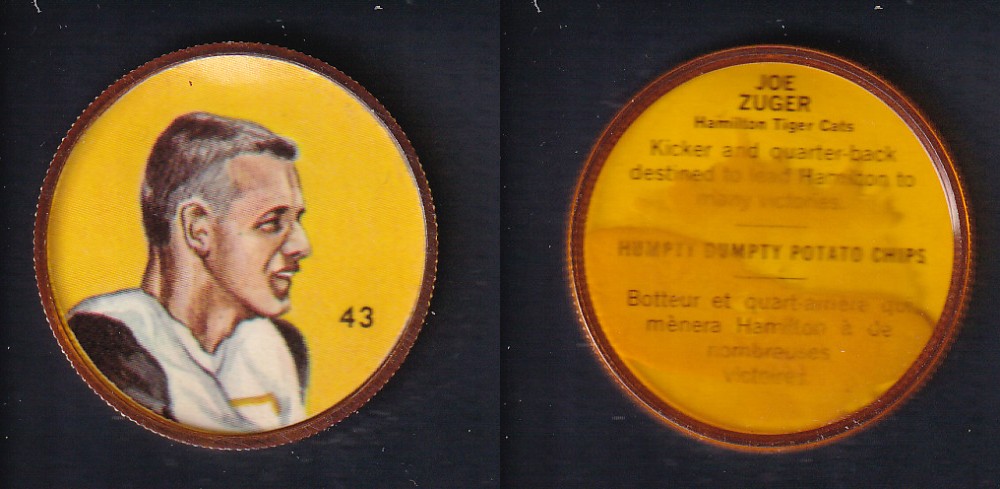 43
JOE
ZUGER
Hamilton Tiger Cats
Kicker and quarter-back
destined to lead Hamilton to
many victories.
HUMPTY DUMPTY POTATO CHIPS
Botteur et quart-arrière qui
mènera Hamilton à de
nombreuses
victoires.